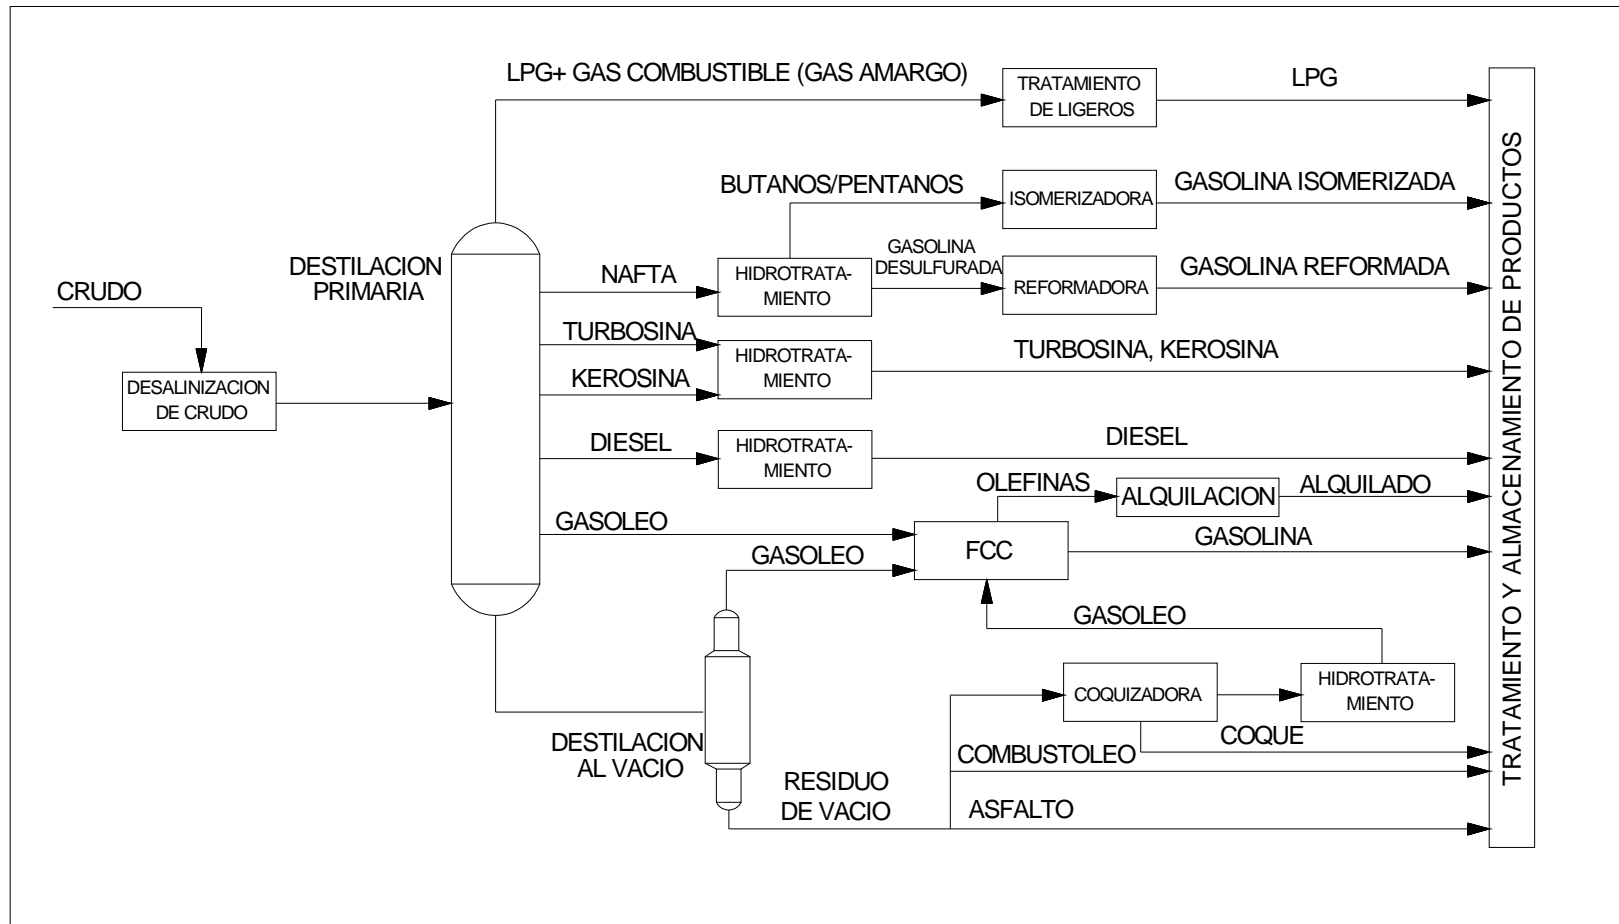 LPG+ GAS COMBUSTIBLE (GAS AMARGO)
TRATAMIENTO
DE LIGEROS
LPG
BUTANOS/PENTANOS
ISOMERIZADORA
GASOLINA ISOMERIZADA
DESTILACION
PRIMARIA
NAFTA
HIDROTRATA-
MIENTO
GASOLINA
DESULFURADA
REFORMADORA
GASOLINA REFORMADA
CRUDO
DESALINIZACION
DE CRUDO
TURBOSINA
KEROSINA
HIDROTRATA-
MIENTO
TURBOSINA, KEROSINA
DIESEL
HIDROTRATA-
MIENTO
DIESEL
OLEFINAS
ALQUILACION
ALQUILADO
GASOLEO
GASOLEO
FCC
GASOLINA
GASOLEO
COQUIZADORA
HIDROTRATA-
MIENTO
COQUE
DESTILACION
AL VACIO
COMBUSTOLEO
RESIDUO
DE VACIO
ASFALTO
TRATAMIENTO Y ALMACENAMIENTO DE PRODUCTOS